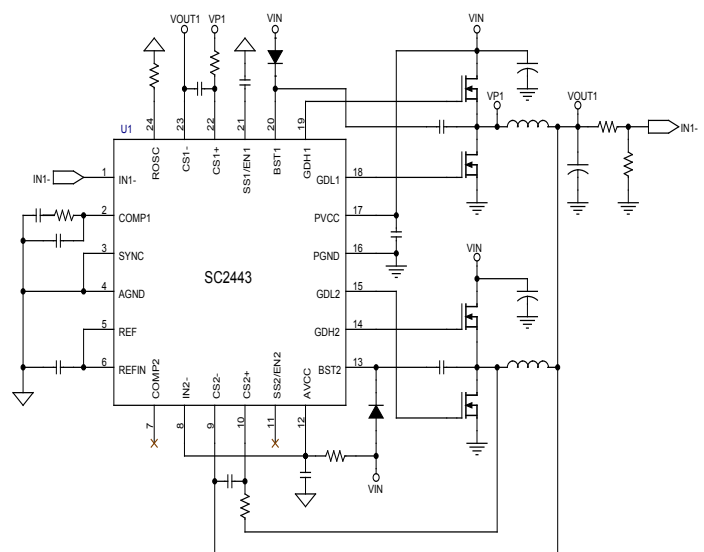 VOUT1 VP1 VIN VIN
24 23 22 21 20 19
U1
ROSC CS1- CS1+ SS1/EN1 BST1 GDH1
VP1 VOUT1
IN1-
IN1- 1 IN1- GDL1 18
2 COMP1 PVCC 17
3 SYNC PGND 16
SC2443
VIN
4 AGND GDL2 15
5 REF GDH2 14
6 REFIN BST2 13
COMP2 IN2- CS2- CS2+ SS2/EN2 AVCC
7 8 9 10 11 12
VIN